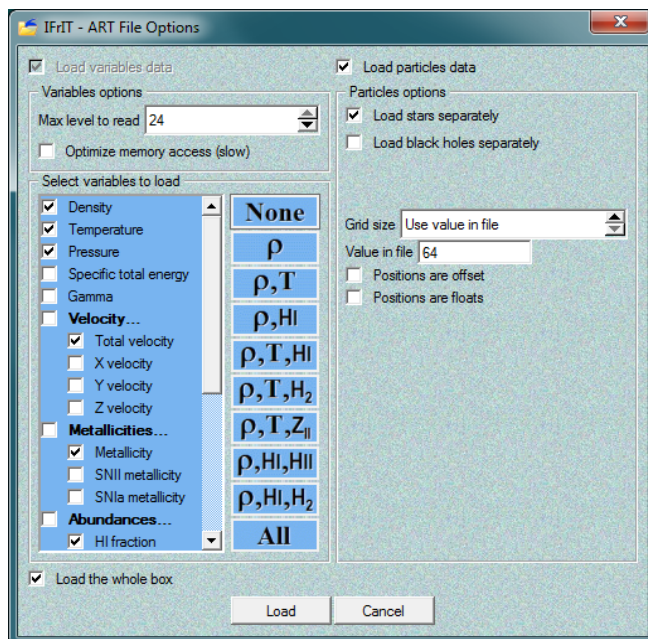 IFrIT - ART File Options
Load variables data
Variables options
Max level to read 24
Optimize memory access (slow)
Select variables to load
Density
Temperature
Pressure
Specific total energy
Gamma
Velocity...
Total velocity
X velocity
Y velocity
Z velocity
Metallicities...
Metallicity
SNII metallicity
SNIa metallicity
Abundances...
HI fraction
None
ρ
ρ,T
ρ,HI
ρ,T,HI
ρ,T,H₂
ρ,T,Z_II
ρ,HI,HII
ρ,HI,H₂
All
Load particles data
Particles options
Load stars separately
Load black holes separately
Grid size Use value in file
Value in file 64
Positions are offset
Positions are floats
Load the whole box
Load
Cancel